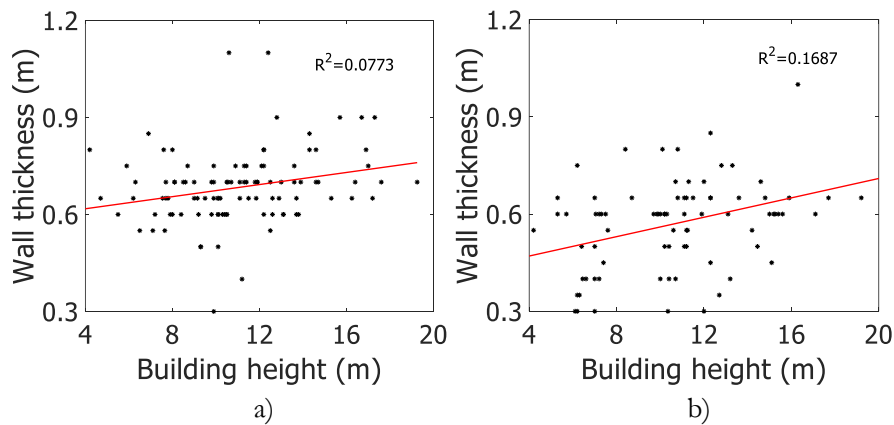 1.2
0.9
0.6
0.3
Wall thickness (m)
R²=0.0773
4
8
12
16
20
Building height (m)
a)
1.2
0.9
0.6
0.3
Wall thickness (m)
R²=0.1687
4
8
12
16
20
Building height (m)
b)